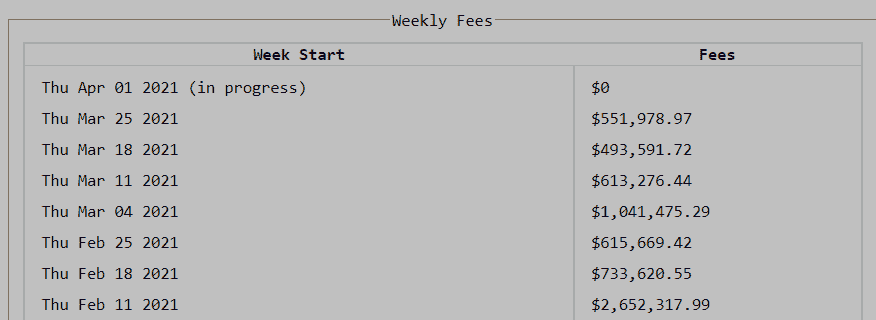 Weekly Fees
Week Start Fees
Thu Apr 01 2021 (in progress) $0
Thu Mar 25 2021 $551,978.97
Thu Mar 18 2021 $493,591.72
Thu Mar 11 2021 $613,276.44
Thu Mar 04 2021 $1,041,475.29
Thu Feb 25 2021 $615,669.42
Thu Feb 18 2021 $733,620.55
Thu Feb 11 2021 $2,652,317.99